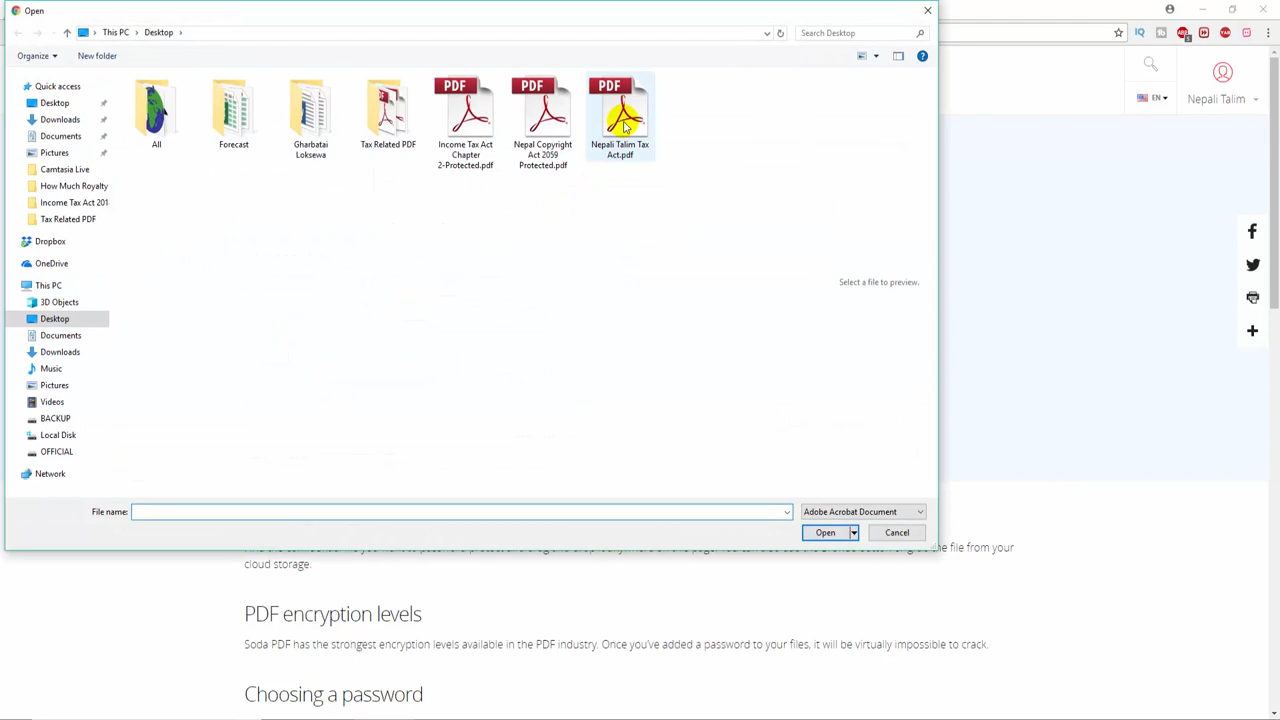 Open
This PC
Desktop
Search Desktop
Organize
New folder
Quick access
Desktop
Downloads
Documents
Pictures
Camtasia Live
How Much Royalty
Income Tax Act 201
Tax Related PDF
Dropbox
OneDrive
This PC
3D Objects
Desktop
Documents
Downloads
Music
Pictures
Videos
BACKUP
Local Disk
OFFICIAL
Network
All
Forecast
Gharbatai
Loksewa
Tax Related PDF
PDF
Income Tax Act
Chapter
2-Protected.pdf
PDF
Nepal Copyright
Act 2059
Protected.pdf
PDF
Nepali Talim Tax
Act.pdf
Select a file to preview.
File name:
Adobe Acrobat Document
Open
Cancel
EN
Nepali Talim
the file from your
cloud storage.
PDF encryption levels
Soda PDF has the strongest encryption levels available in the PDF industry. Once you've added a password to your files, it will be virtually impossible to crack.
Choosing a password